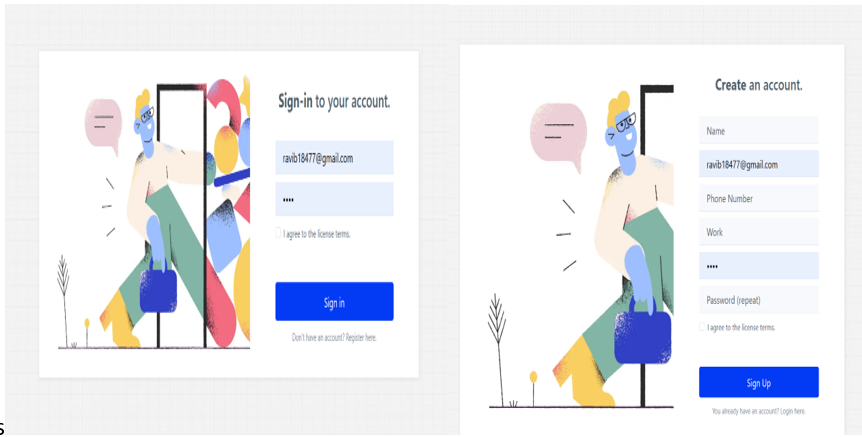 Sign-in to your account.
ravib18477@gmail.com
••••
I agree to the license terms.
Sign in
Don't have an account? Register here.
Create an account.
Name
ravib18477@gmail.com
Phone Number
Work
••••
Password (repeat)
I agree to the license terms.
Sign Up
You already have an account? Login here.
s